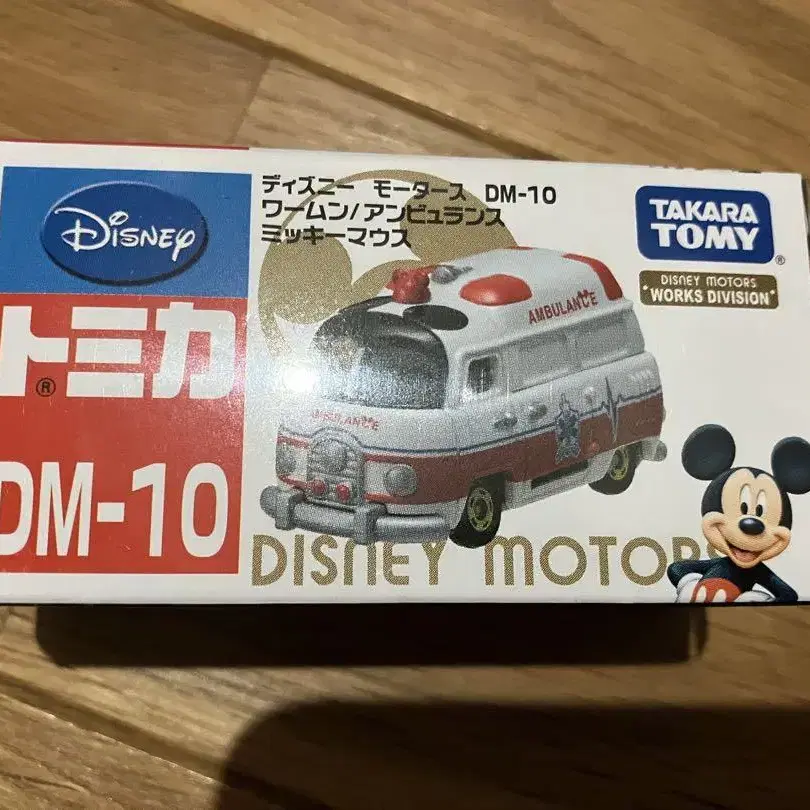 DISNEY
トミカ
®
DM-10
ディズニー モータース DM-10
ワームン/アンビュランス
ミッキーマウス
AMBULANCE
AMBULANCE
DISNEY MOTORS
TAKARA
TOMY
®
DISNEY MOTORS
WORKS DIVISION